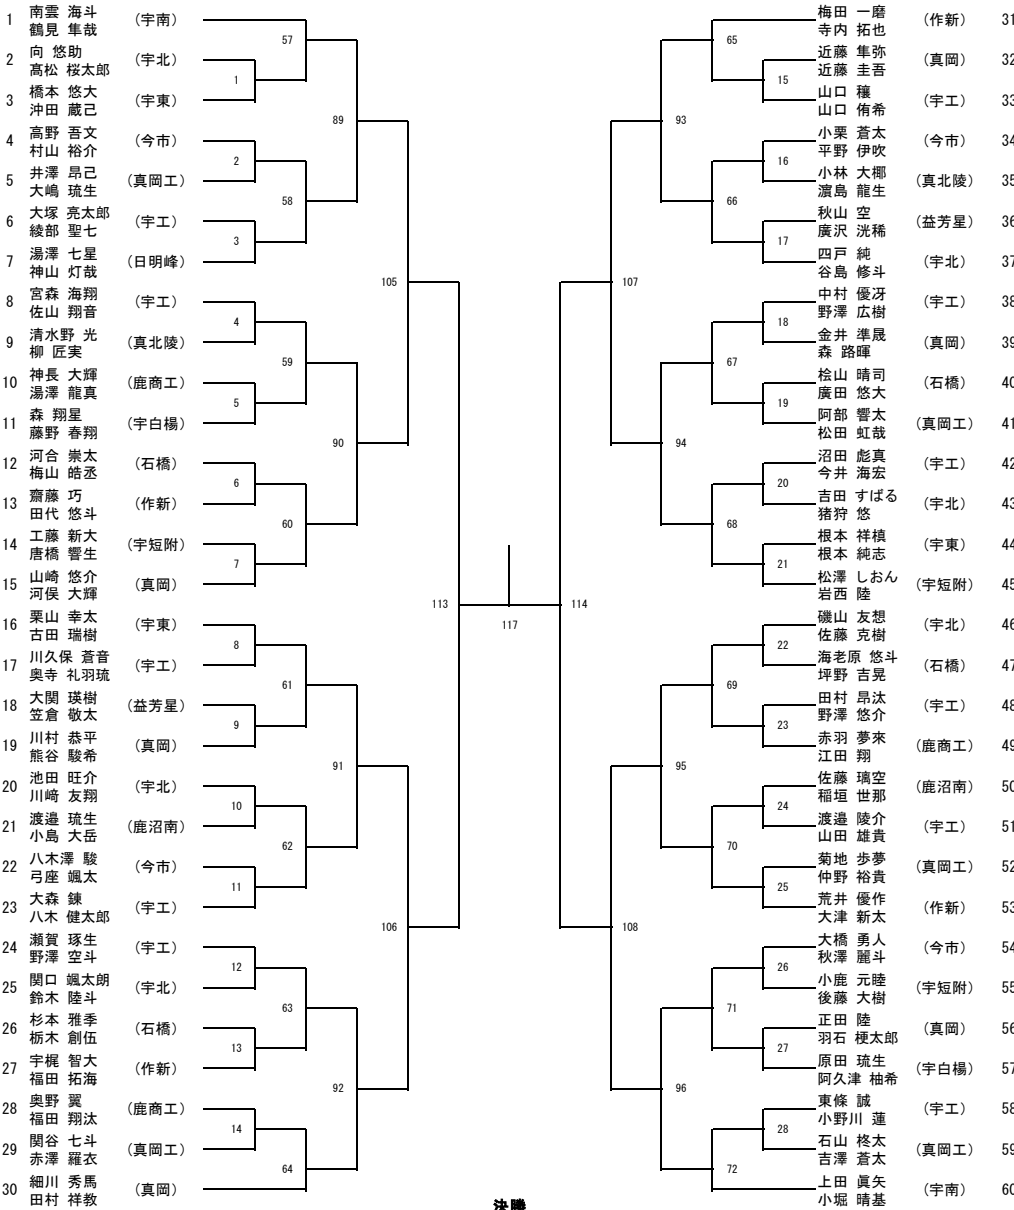 1 南雲 海斗 (宇南)
鶴見 隼哉
2 向 悠助 (宇北)
髙松 桜太郎
3 橋本 悠大 (宇東)
沖田 蔵己
4 高野 吾文 (今市)
村山 裕介
5 井澤 昂己 (真岡工)
大嶋 琉生
6 大塚 亮太郎 (宇工)
綾部 聖七
7 湯澤 七星 (日明峰)
神山 灯哉
8 宮森 海翔 (宇工)
佐山 翔音
9 清水野 光 (真北陵)
柳 匠実
10 神長 大輝 (鹿商工)
湯澤 龍真
11 森 翔星 (宇白楊)
藤野 春翔
12 河合 崇太 (石橋)
梅山 皓丞
13 齋藤 巧 (作新)
田代 悠斗
14 工藤 新大 (宇短附)
唐橋 響生
15 山崎 悠介 (真岡)
河俣 大輝
16 栗山 幸太 (宇東)
古田 瑞樹
17 川久保 蒼音 (宇工)
奥寺 礼羽琉
18 大関 瑛樹 (益芳星)
笠倉 敬太
19 川村 恭平 (真岡)
熊谷 駿希
20 池田 旺介 (宇北)
川﨑 友翔
21 渡邉 琉生 (鹿沼南)
小島 大岳
22 八木澤 駿 (今市)
弓座 颯太
23 大森 錬 (宇工)
八木 健太郎
24 瀬賀 琢生 (宇工)
野澤 空斗
25 関口 颯太朗 (宇北)
鈴木 陸斗
26 杉本 雅季 (石橋)
栃木 創伍
27 宇梶 智大 (作新)
福田 拓海
28 奥野 翼 (鹿商工)
福田 翔汰
29 関谷 七斗 (真岡工)
赤澤 羅衣
30 細川 秀馬 (真岡)
田村 祥教
57
1
89
2
58
3
105
4
59
5
90
6
60
7
113
8
61
9
91
10
62
11
106
12
63
13
92
14
64
117
決勝
65
15
93
16
66
17
107
18
67
19
94
20
68
21
114
22
69
23
95
24
70
25
108
26
71
27
96
28
72
梅田 一磨 (作新) 31
寺内 拓也
近藤 隼弥 (真岡) 32
近藤 圭吾
山口 穣 (宇工) 33
山口 侑希
小栗 蒼太 (今市) 34
平野 伊吹
小林 大椰 (真北陵) 35
濵島 龍生
秋山 空 (益芳星) 36
廣沢 洸稀
四戸 純 (宇北) 37
谷島 修斗
中村 優冴 (宇工) 38
野澤 広樹
金井 準晟 (真岡) 39
森 路暉
桧山 晴司 (石橋) 40
廣田 悠大
阿部 響太 (真岡工) 41
松田 虹哉
沼田 彪真 (宇工) 42
今井 海宏
吉田 すばる (宇北) 43
猪狩 悠
根本 祥槙 (宇東) 44
根本 純志
松澤 しおん (宇短附) 45
岩西 陸
磯山 友想 (宇北) 46
佐藤 克樹
海老原 悠斗 (石橋) 47
坪野 吉晃
田村 昂汰 (宇工) 48
野澤 悠介
赤羽 夢來 (鹿商工) 49
江田 翔
佐藤 璃空 (鹿沼南) 50
稲垣 世那
渡邉 陵介 (宇工) 51
山田 雄貴
菊地 歩夢 (真岡工) 52
仲野 裕貴
荒井 優作 (作新) 53
大津 新太
大橋 勇人 (今市) 54
秋澤 麗斗
小鹿 元睦 (宇短附) 55
後藤 大樹
正田 陸 (真岡) 56
羽石 梗太郎
原田 琉生 (宇白楊) 57
阿久津 柚希
東條 誠 (宇工) 58
小野川 蓮
石山 柊太 (真岡工) 59
吉澤 蒼太
上田 眞矢 (宇南) 60
小堀 晴基